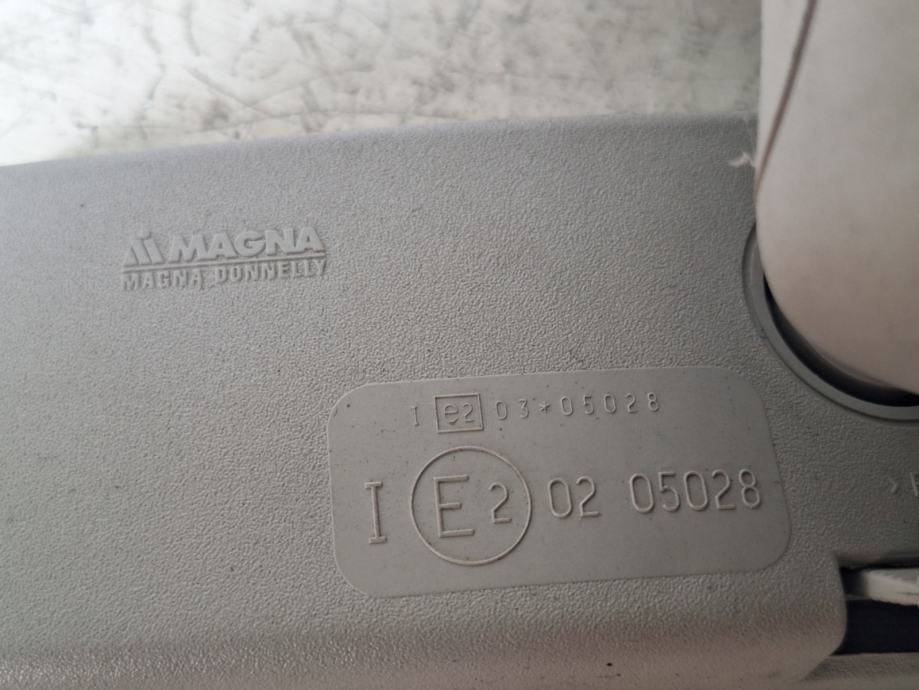 MAGNA
MAGNA DONNELLY
I e2 03*05028
I E2 02 05028